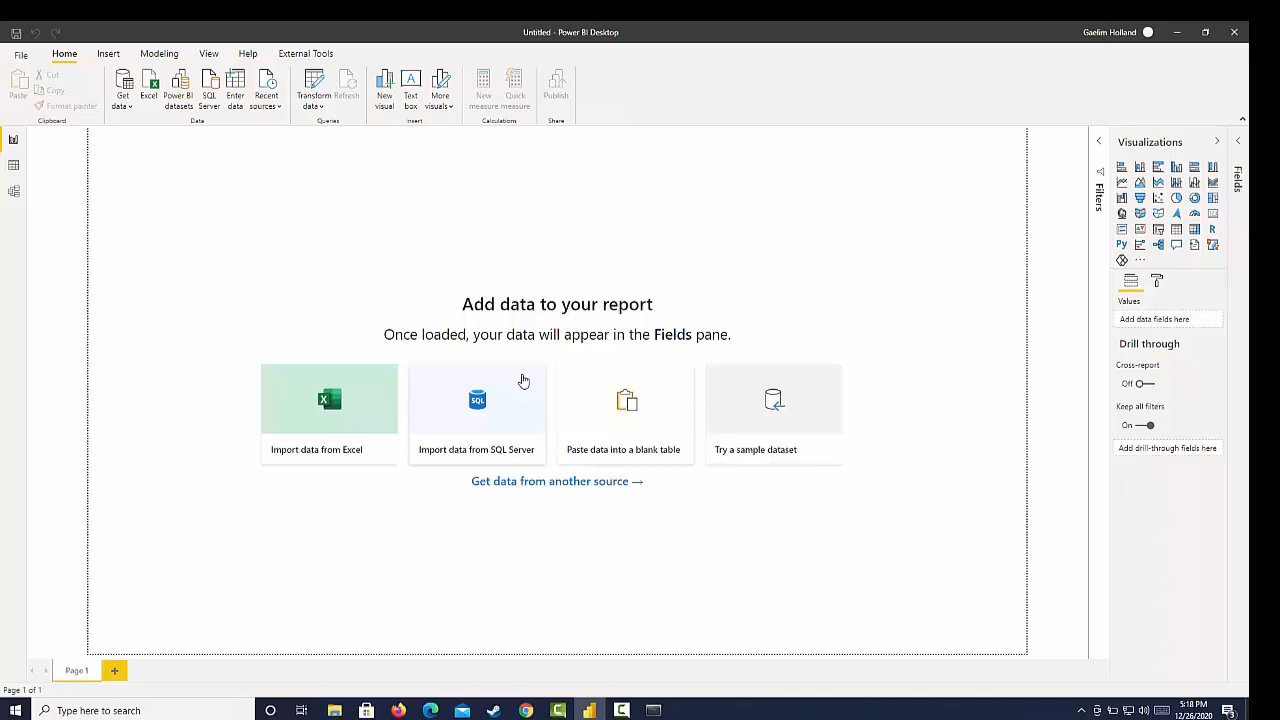 Untitled - Power BI Desktop
Gaelim Holland
File Home Insert Modeling View Help External Tools
Paste
Cut
Copy
Format painter
Clipboard
Get data
Excel
Power BI datasets
SQL Server
Enter data
Recent sources
Data
Transform data
Refresh
Queries
New visual
Text box
More visuals
Insert
New measure
Quick measure
Calculations
Publish
Share
Add data to your report
Once loaded, your data will appear in the Fields pane.
X
SQL
Import data from Excel
Import data from SQL Server
Paste data into a blank table
Try a sample dataset
Get data from another source →
Filters
Visualizations
R
Py
Values
Add data fields here
Drill through
Cross-report
Off
Keep all filters
On
Add drill-through fields here
Fields
Page 1
Page 1 of 1
Type here to search
5:18 PM
12/26/2020